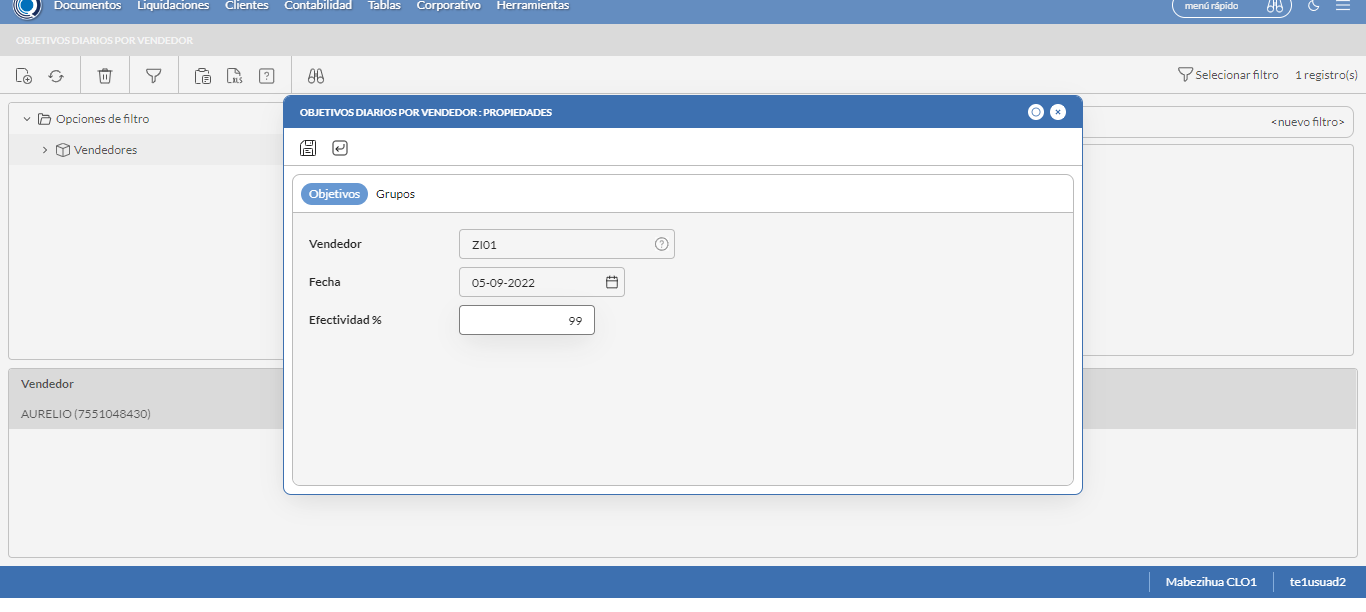 Documentos Liquidaciones Clientes Contabilidad Tablas Corporativo Herramientas menú rápido
OBJETIVOS DIARIOS POR VENDEDOR
XLS ? Selecionar filtro 1 registro(s)
Opciones de filtro
Vendedores
<nuevo filtro>
OBJETIVOS DIARIOS POR VENDEDOR : PROPIEDADES
Objetivos Grupos
Vendedor ZI01 ?
Fecha 05-09-2022
Efectividad % 99
Vendedor
AURELIO (7551048430)
Mabezihua CLO1 te1usuad2